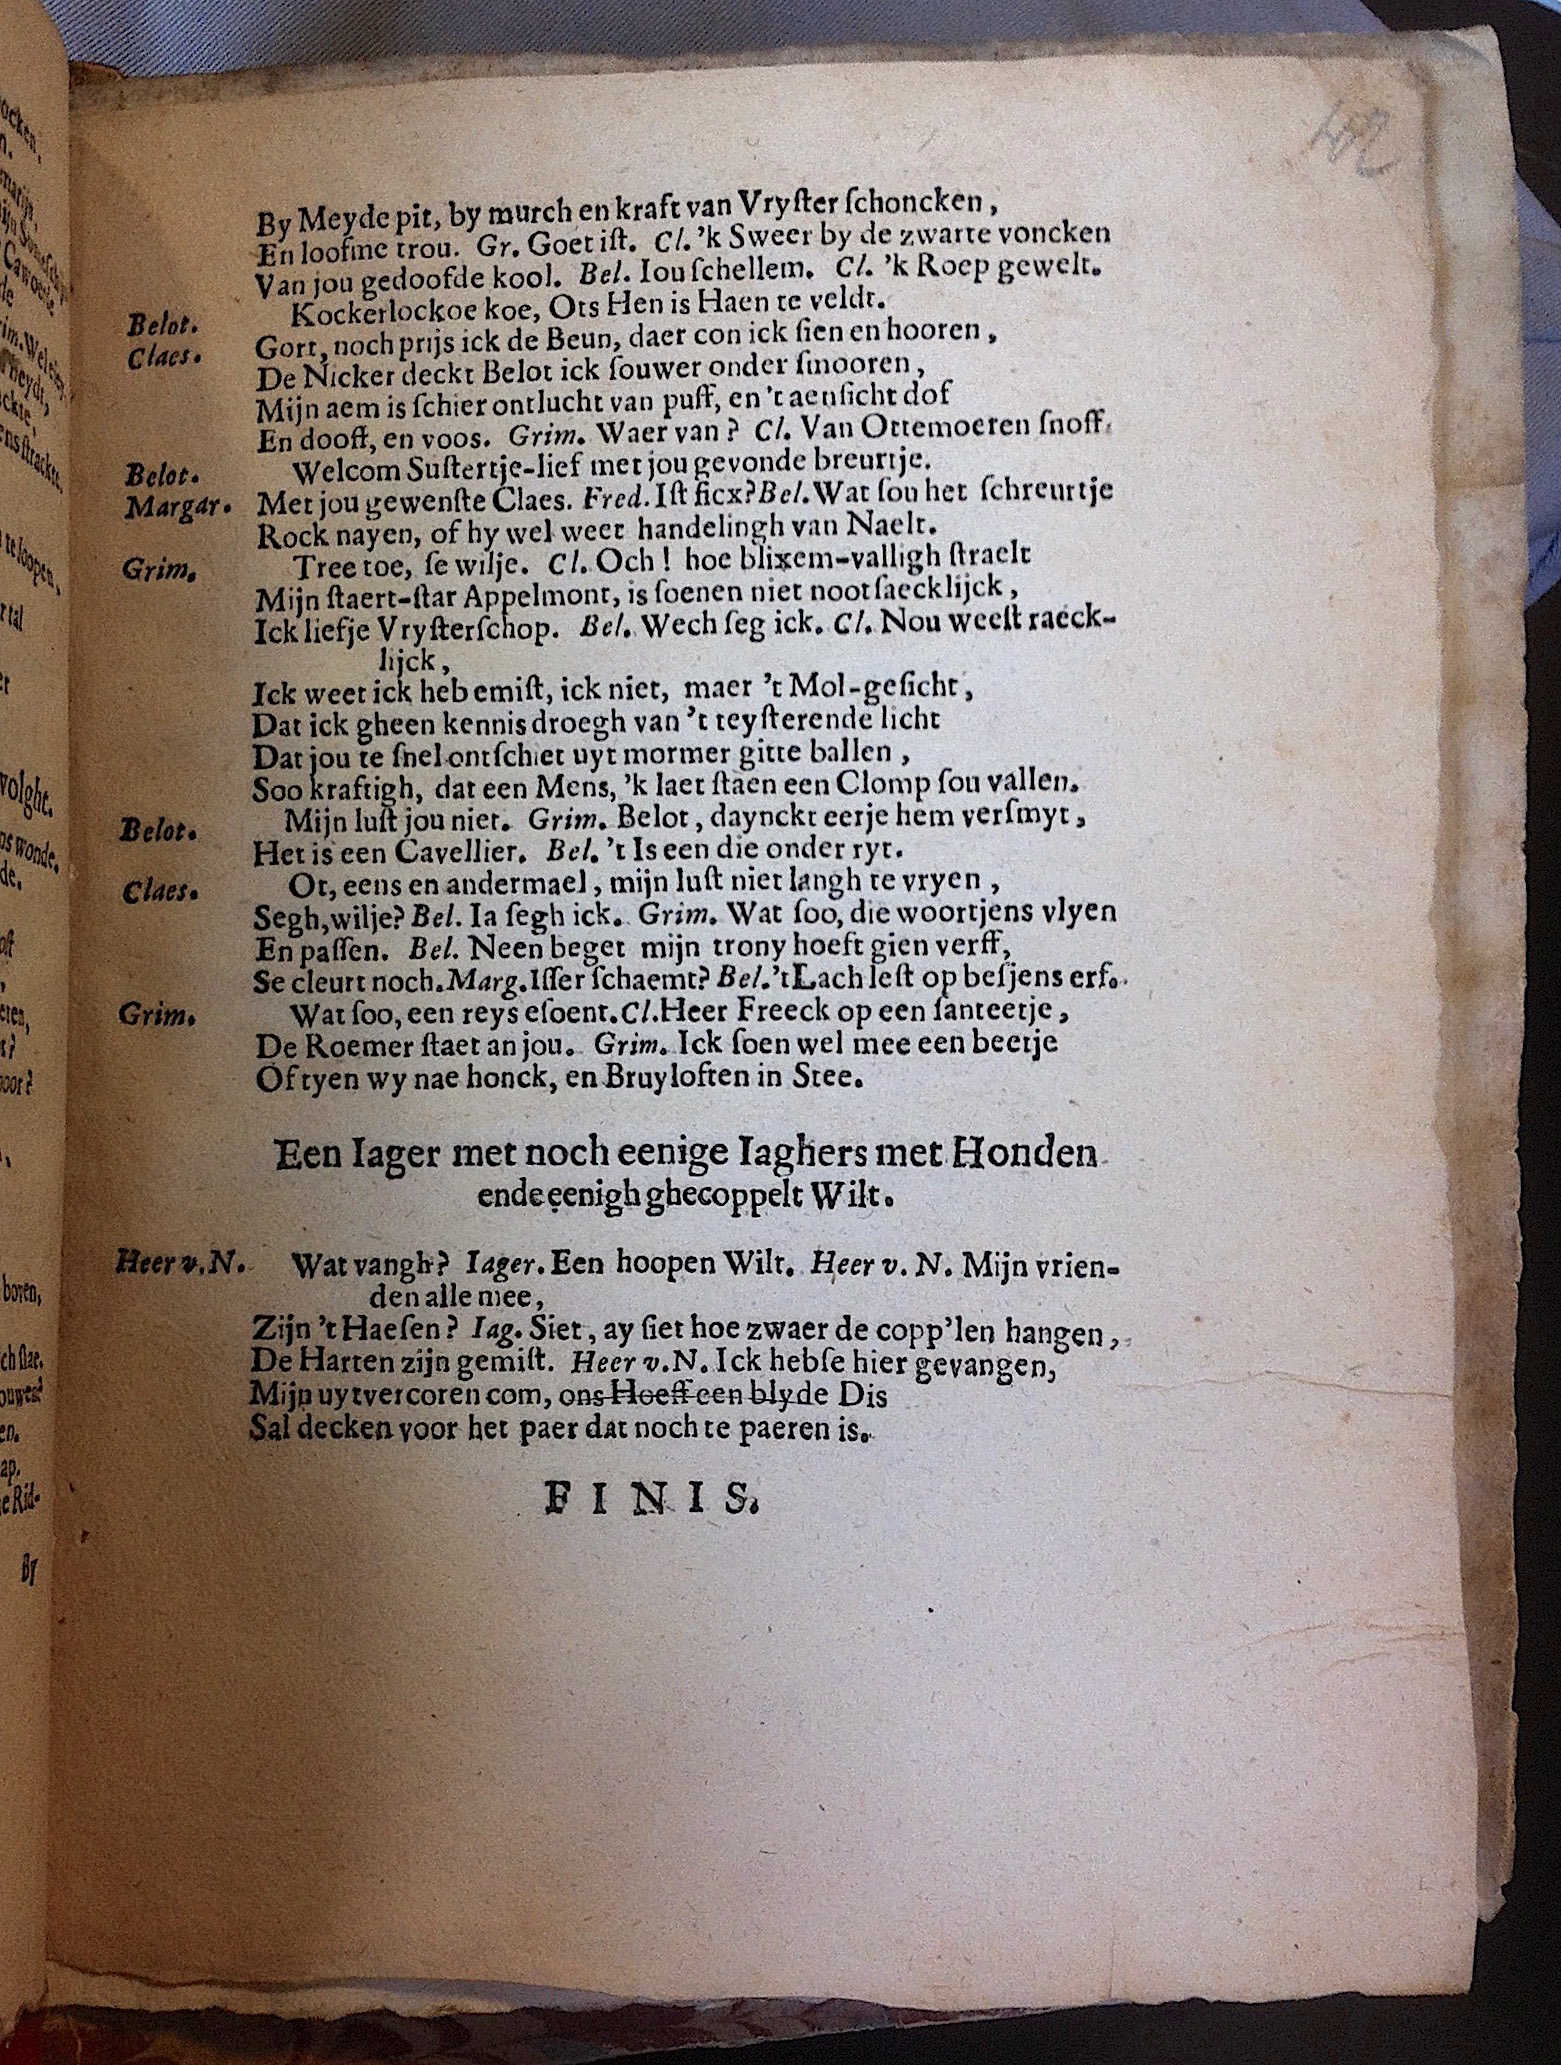 By Meyde pit, by murch en kraft van Vryſter ſchoncken,
En loofme trou. Gr. Goet iſt. Cl. 'k Sweer by de zwarte voncken
Van jou gedoofde kool. Bel. Iou ſchellem. Cl. 'k Roep gewelt.
Belot. Kockerlockoe koe, Ots Hen is Haen te veldt.
Claes. Gort, noch prijs ick de Beun, daer con ick ſien en hooren,
De Nicker deckt Belot ick ſouwer onder ſmooren,
Mijn aem is ſchier ontlucht van puff, en 't aenſicht dof
En dooff, en voos. Grim. Waer van? Cl. Van Ottemoeren ſnoff.
Belot. Welcom Suſtertje-lief met jou gevonde breurtje.
Margar. Met jou gewenſte Claes. Fred. Iſt ficx? Bel. Wat ſou het ſchreurtje
Rock nayen, of hy wel weet handelingh van Naelt.
Grim. Tree toe, ſe wilje. Cl. Och! hoe blixem-valligh ſtraelt
Mijn ſtaert-ſtar Appelmont, is ſoenen niet nootſaecklijck,
Ick liefje Vryſterſchop. Bel. Wech ſeg ick. Cl. Nou weeſt raeck-
lijck,
Ick weet ick heb emiſt, ick niet, maer 't Mol-geſicht,
Dat ick gheen kennis droegh van 't teyſterende licht
Dat jou te ſnel ontſchiet uyt mormer gitte ballen,
Soo kraftigh, dat een Mens, 'k laet ſtaen een Clomp ſou vallen.
Belot. Mijn luſt jou niet. Grim. Belot, daynckt eerje hem verſmyt,
Het is een Cavellier. Bel. 't Is een die onder ryt.
Claes. Ot, eens en andermael, mijn luſt niet langh te vryen,
Segh, wilje? Bel. Ia ſegh ick. Grim. Wat ſoo, die woortjens vlyen
En paſſen. Bel. Neen beget mijn trony hoeft gien verff,
Se cleurt noch. Marg. Iſſer ſchaemt? Bel. 't Lach leſt op beſjens erf.
Grim. Wat ſoo, een reys eſoent. Cl. Heer Freeck op een ſanteetje,
De Roemer ſtaet an jou. Grim. Ick ſoen wel mee een beetje
Of tyen wy nae honck, en Bruyloften in Stee.
Een Iager met noch eenige Iaghers met Honden
ende eenigh ghecoppelt Wilt.
Heer v. N. Wat vangh? Iager. Een hoopen Wilt. Heer v. N. Mijn vrien-
den alle mee,
Zijn 't Haeſen? Iag. Siet, ay ſiet hoe zwaer de copp'len hangen,
De Harten zijn gemiſt. Heer v. N. Ick hebſe hier gevangen,
Mijn uytvercoren com, ons Hoeff een blyde Dis
Sal decken voor het paer dat noch te paeren is.
FINIS.